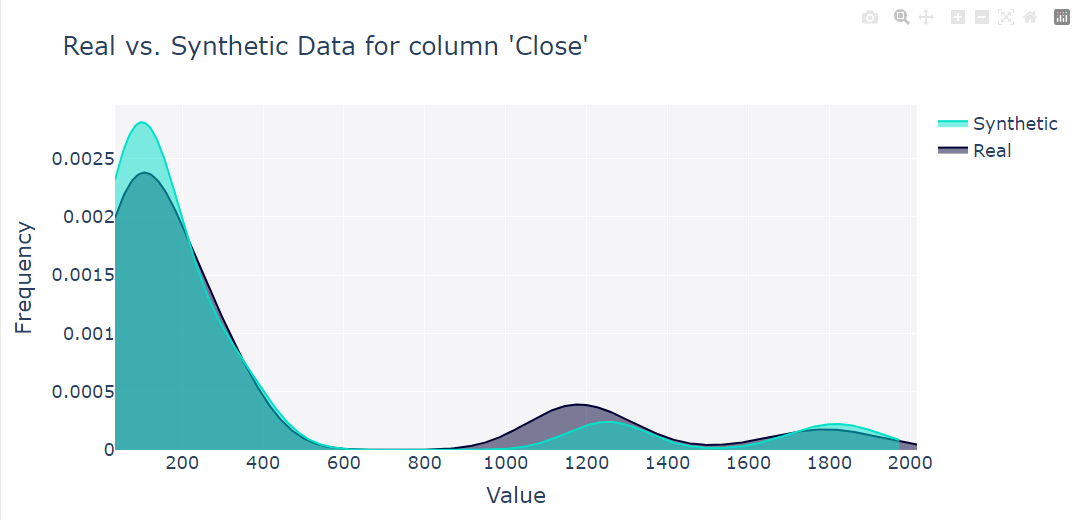 Real vs. Synthetic Data for column 'Close'
Synthetic
Real
Frequency
0.0025
0.002
0.0015
0.001
0.0005
0
200 400 600 800 1000 1200 1400 1600 1800 2000
Value